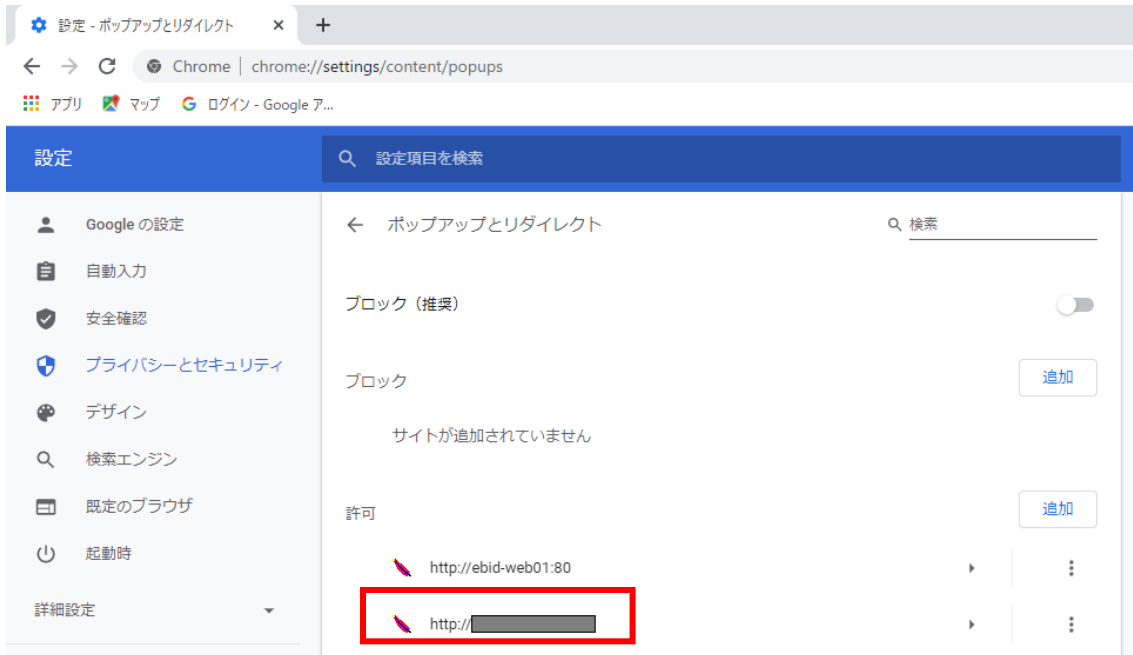 設定 - ポップアップとリダイレクト
Chrome | chrome://settings/content/popups
アプリ マップ ログイン - Google ア...
設定
設定項目を検索
Google の設定
自動入力
安全確認
プライバシーとセキュリティ
デザイン
検索エンジン
既定のブラウザ
起動時
詳細設定
ポップアップとリダイレクト
検索
ブロック（推奨）
ブロック
追加
サイトが追加されていません
許可
追加
http://ebid-web01:80
http://